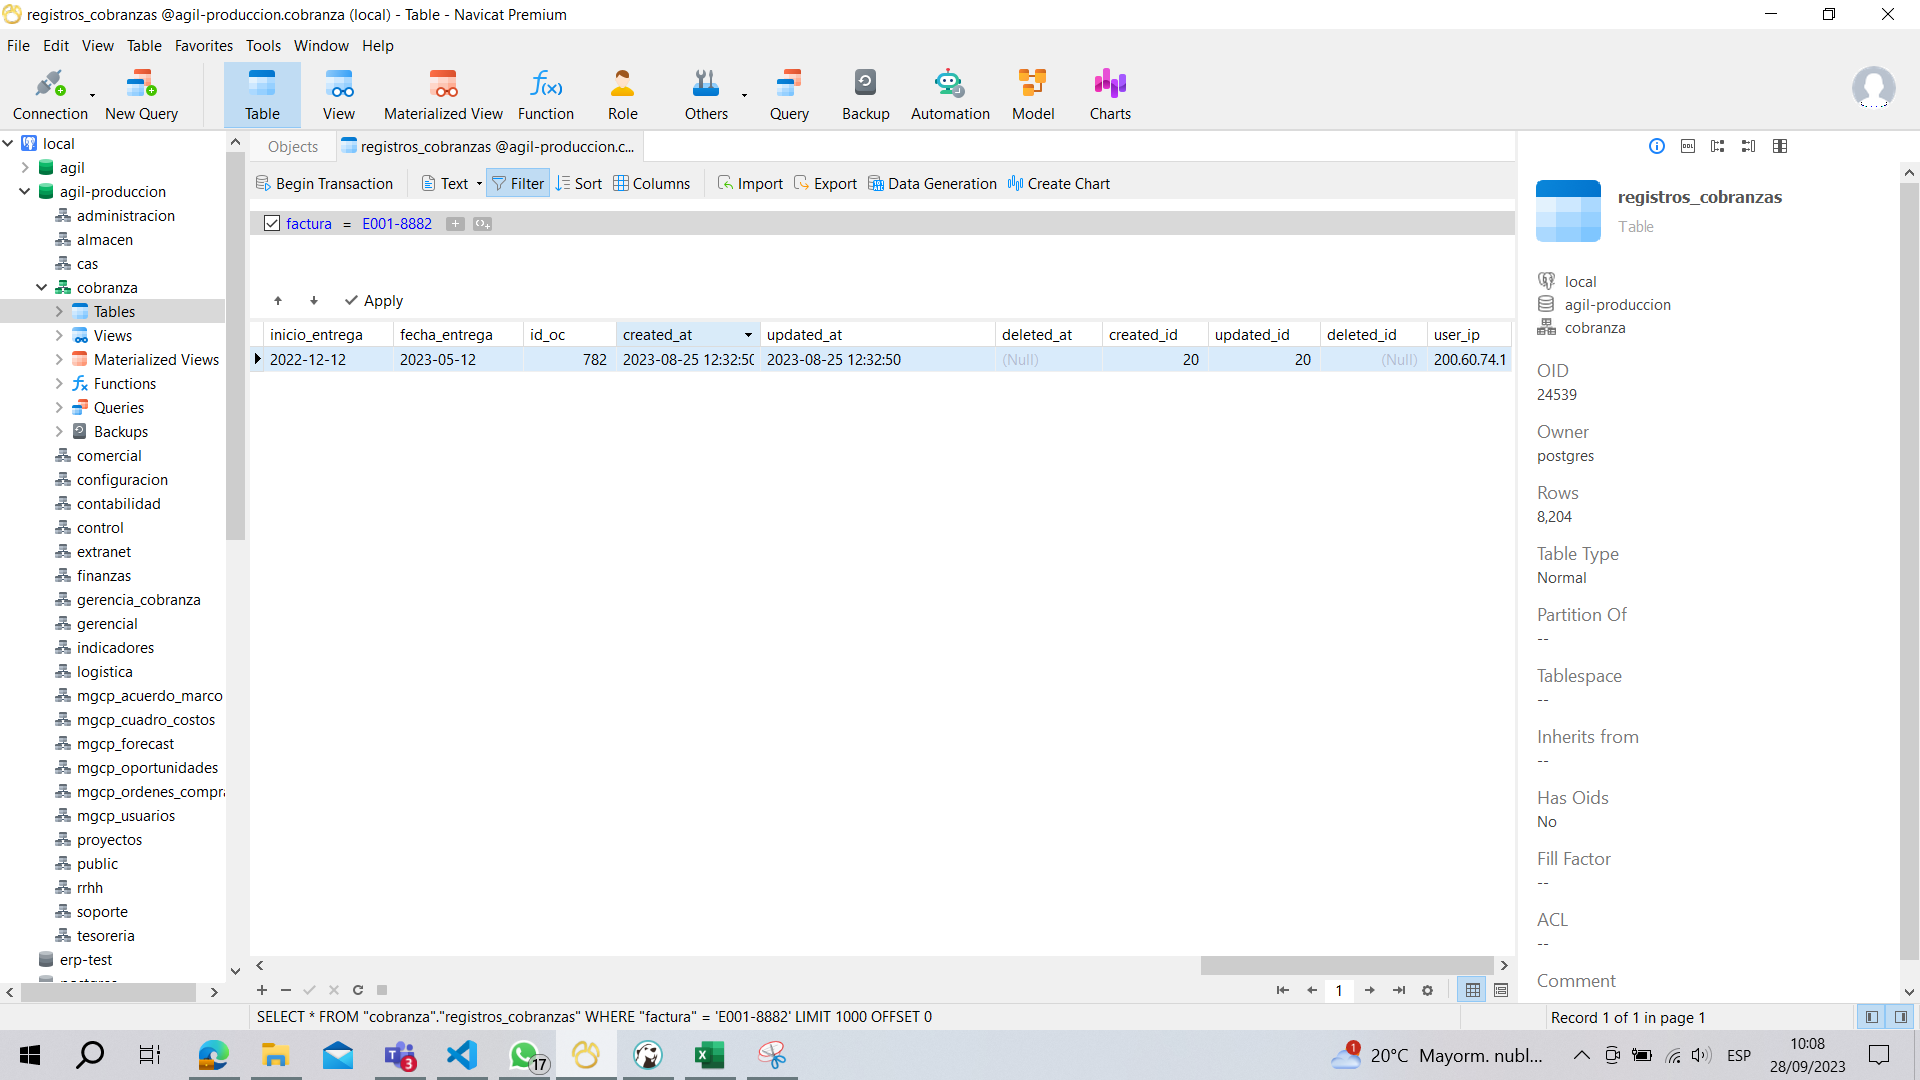 registros_cobranzas @agil-produccion.cobranza (local) - Table - Navicat Premium
File Edit View Table Favorites Tools Window Help
Connection New Query Table View Materialized View Function Role Others Query Backup Automation Model Charts
local
agil
agil-produccion
administracion
almacen
cas
cobranza
Tables
Views
Materialized Views
Functions
Queries
Backups
comercial
configuracion
contabilidad
control
extranet
finanzas
gerencia_cobranza
gerencial
indicadores
logistica
mgcp_acuerdo_marco
mgcp_cuadro_costos
mgcp_forecast
mgcp_oportunidades
mgcp_ordenes_compr
mgcp_usuarios
proyectos
public
rrhh
soporte
tesoreria
erp-test
Objects registros_cobranzas @agil-produccion.c...
Begin Transaction Text Filter Sort Columns Import Export Data Generation Create Chart
factura = E001-8882
Apply
inicio_entrega fecha_entrega id_oc created_at updated_at deleted_at created_id updated_id deleted_id user_ip
2022-12-12 2023-05-12 782 2023-08-25 12:32:50 2023-08-25 12:32:50 (Null) 20 20 (Null) 200.60.74.1
1
SELECT * FROM "cobranza"."registros_cobranzas" WHERE "factura" = 'E001-8882' LIMIT 1000 OFFSET 0
Record 1 of 1 in page 1
registros_cobranzas
Table
local
agil-produccion
cobranza
OID
24539
Owner
postgres
Rows
8,204
Table Type
Normal
Partition Of
--
Tablespace
--
Inherits from
--
Has Oids
No
Fill Factor
--
ACL
--
Comment
3
17
1
20°C Mayorm. nubl...
ESP
10:08
28/09/2023